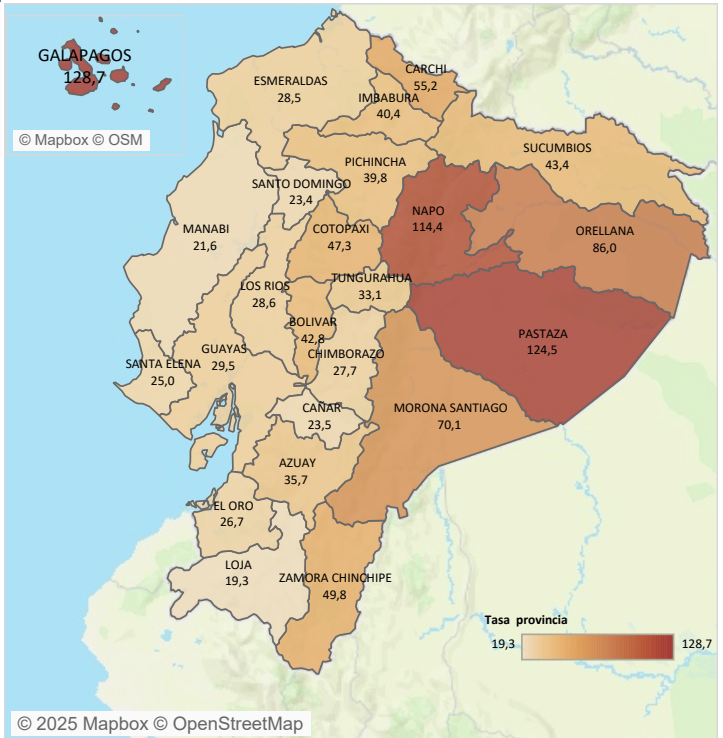 GALAPAGOS
128,7
© Mapbox © OSM
ESMERALDAS
28,5
CARCHI
55,2
IMBABURA
40,4
SUCUMBIOS
43,4
PICHINCHA
39,8
SANTO DOMINGO
23,4
NAPO
114,4
MANABI
21,6
COTOPAXI
47,3
ORELLANA
86,0
TUNGURAHUA
33,1
LOS RIOS
28,6
BOLIVAR
42,8
PASTAZA
124,5
GUAYAS
29,5
CHIMBORAZO
27,7
SANTA ELENA
25,0
CAÑAR
23,5
MORONA SANTIAGO
70,1
AZUAY
35,7
EL ORO
26,7
LOJA
19,3
ZAMORA CHINCHIPE
49,8
Tasa provincia
19,3 128,7
© 2025 Mapbox © OpenStreetMap